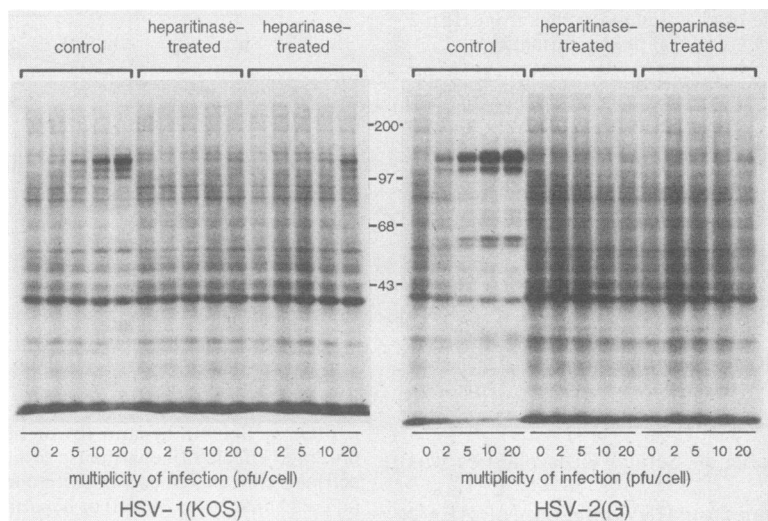 heparitinase– heparinase–
control treated treated
heparitinase– heparinase–
control treated treated
-200-
-97-
-68-
-43-
0 2 5 10 20 0 2 5 10 20 0 2 5 10 20
0 2 5 10 20 0 2 5 10 20 0 2 5 10 20
multiplicity of infection (pfu/cell)
multiplicity of infection (pfu/cell)
HSV–1(KOS)
HSV–2(G)